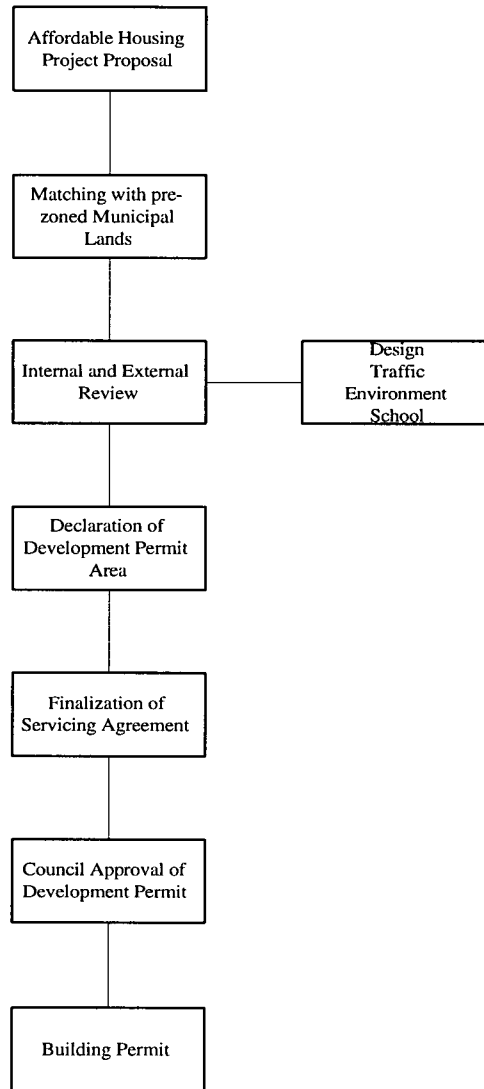 Affordable Housing
Project Proposal
Matching with pre-
zoned Municipal
Lands
Internal and External
Review
Design
Traffic
Environment
School
Declaration of
Development Permit
Area
Finalization of
Servicing Agreement
Council Approval of
Development Permit
Building Permit